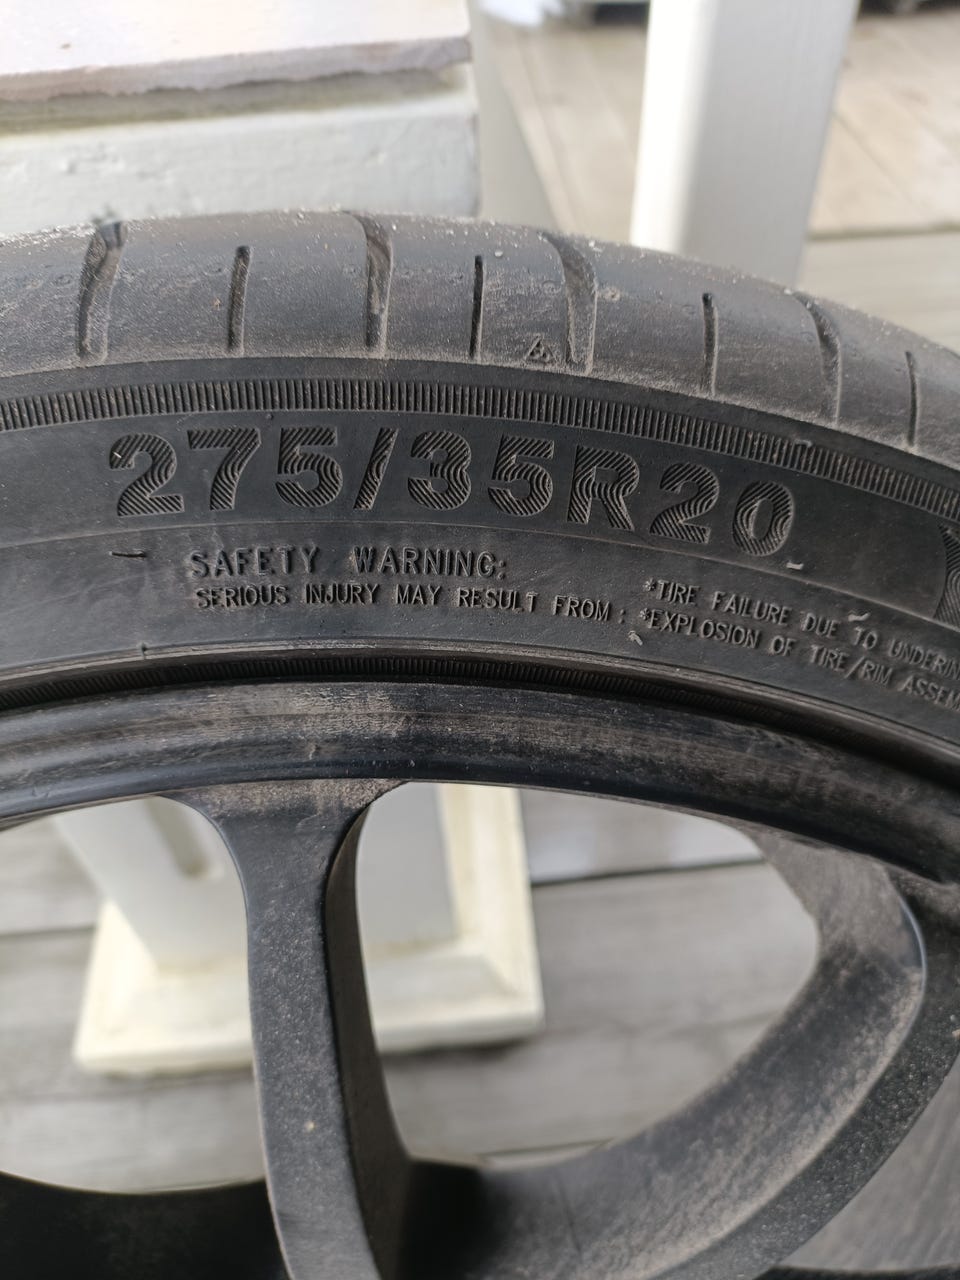 275/35R20
SAFETY WARNING:
SERIOUS INJURY MAY RESULT FROM :
*TIRE FAILURE DUE TO
*EXPLOSION OF TIRE/RIM